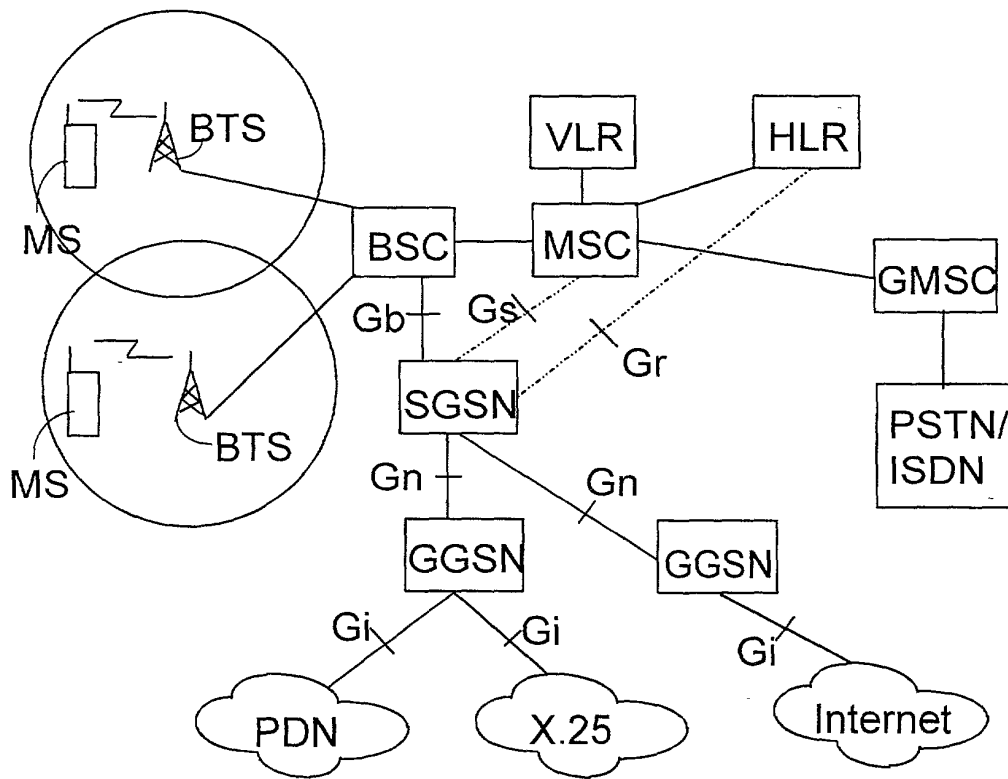 BTS
VLR
HLR
MS
BSC
MSC
GMSC
Gb
Gs
Gr
SGSN
PSTN/
ISDN
BTS
MS
Gn
Gn
GGSN
GGSN
Gi
Gi
Gi
PDN
X.25
Internet